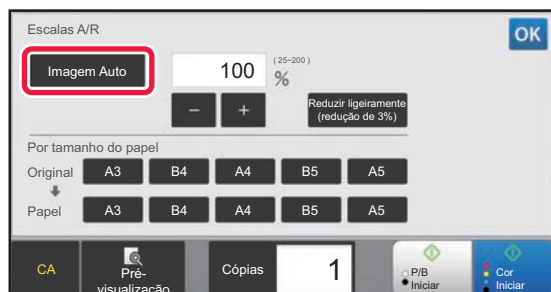 Escalas A/R
OK
Imagem Auto
100
(25~200)
%
−
+
Reduzir ligeiramente
(redução de 3%)
Por tamanho do papel
Original A3 B4 A4 B5 A5
Papel A3 B4 A4 B5 A5
CA
Pré-
visualização
Cópias
1
P/B
Iniciar
Cor
Iniciar